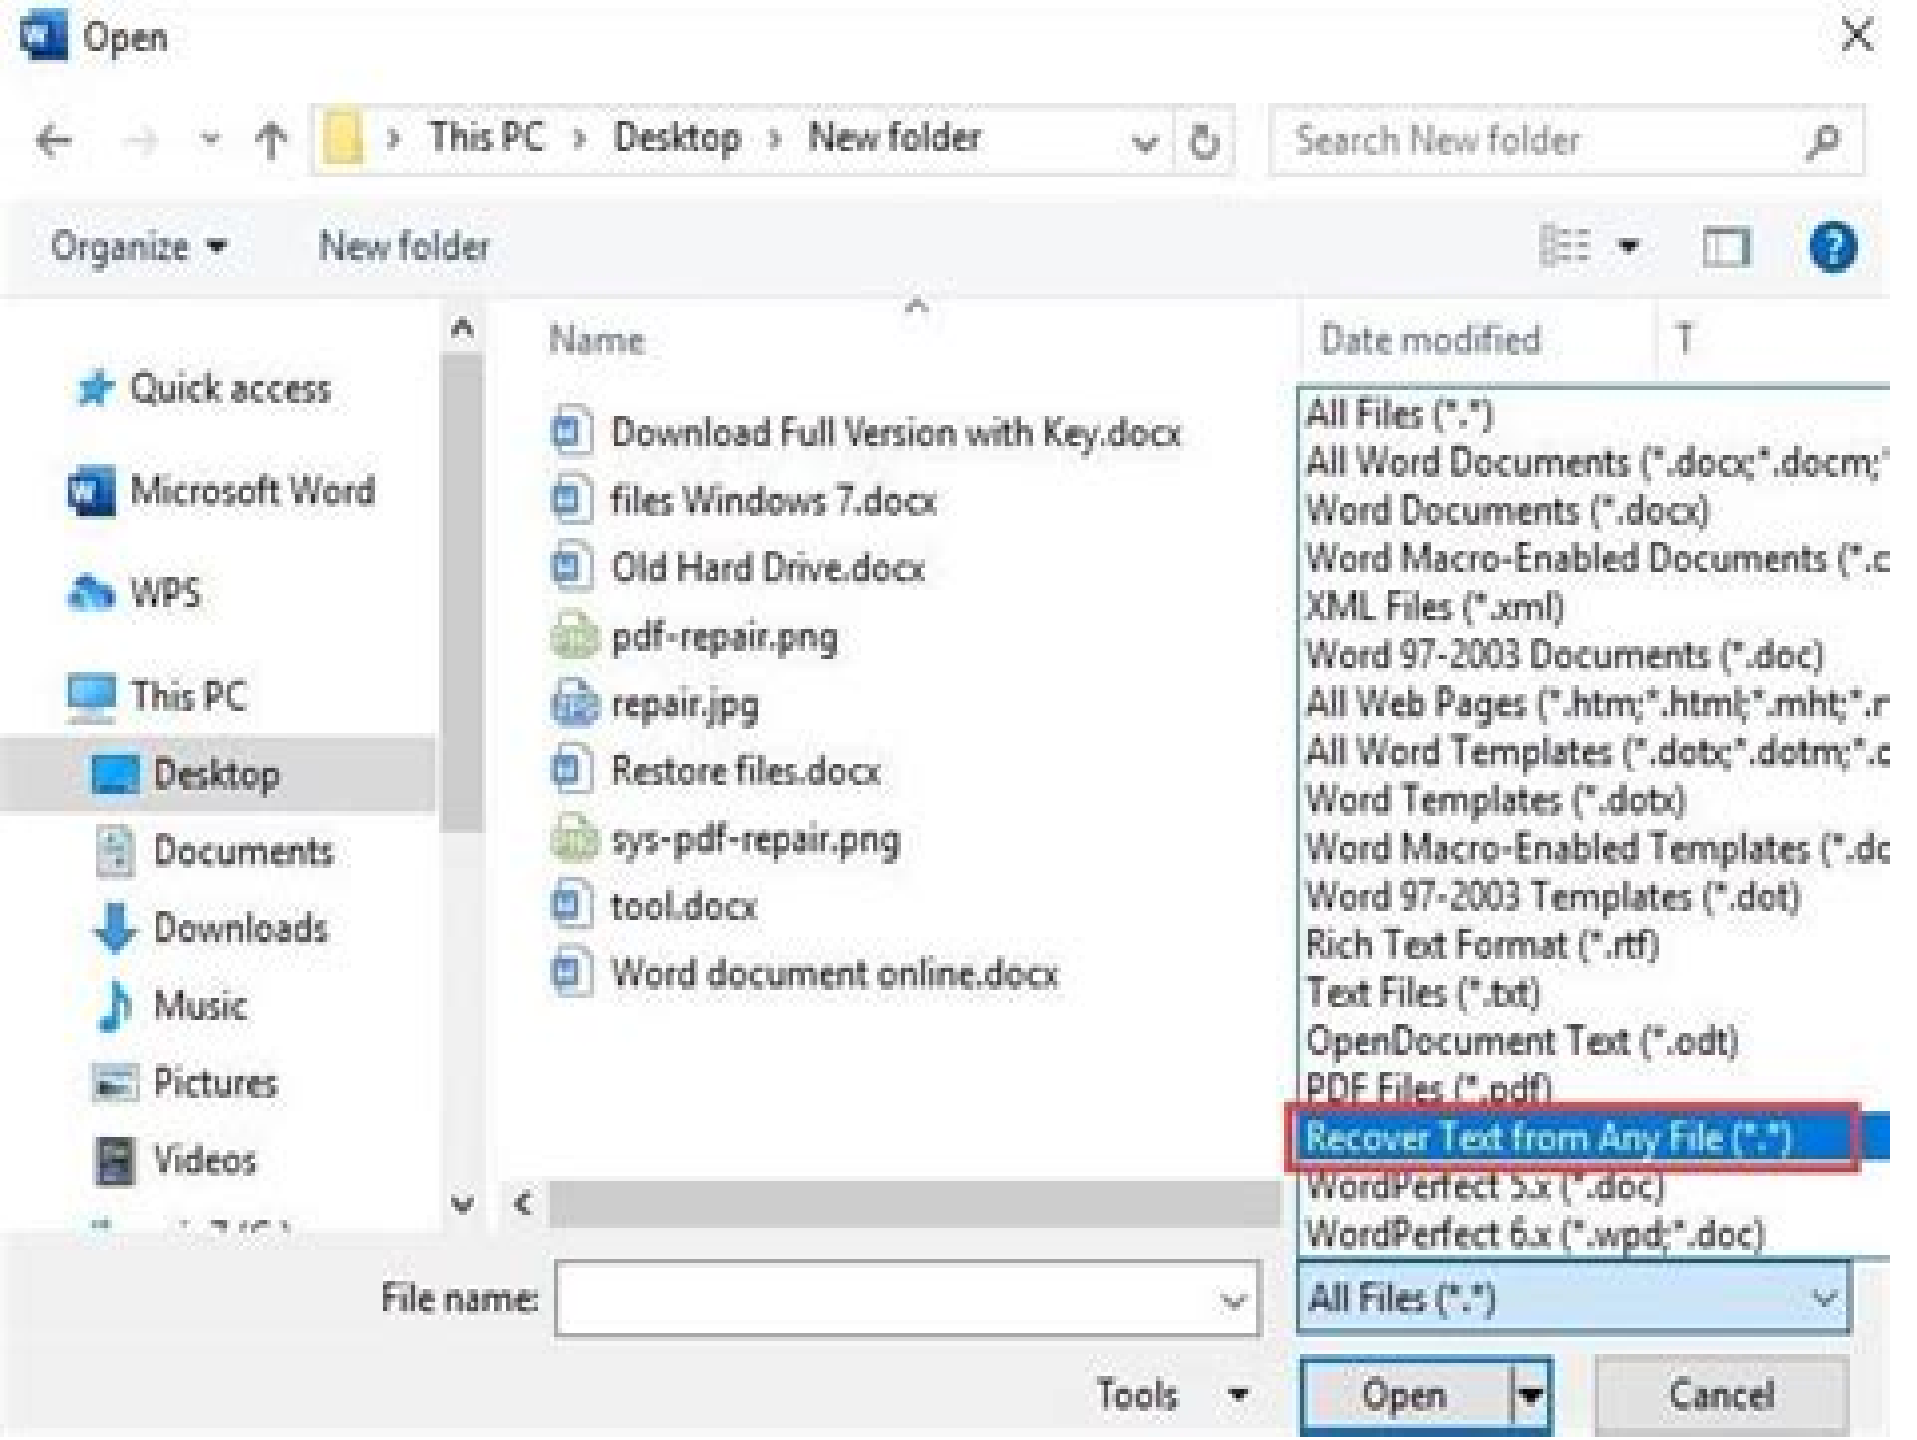 Open
This PC > Desktop > New folder
Search New folder
Organize
New folder
Name
Date modified
T
Quick access
Microsoft Word
WPS
This PC
Desktop
Documents
Downloads
Music
Pictures
Videos
Download Full Version with Key.docx
files Windows 7.docx
Old Hard Drive.docx
pdf-repair.png
repair.jpg
Restore files.docx
sys-pdf-repair.png
tool.docx
Word document online.docx
All Files (*.*)
All Word Documents (*.docx;*.docm;*
Word Documents (*.docx)
Word Macro-Enabled Documents (*.c
XML Files (*.xml)
Word 97-2003 Documents (*.doc)
All Web Pages (*.htm;*.html;*.mht;*.r
All Word Templates (*.dotx;*.dotm;*.c
Word Templates (*.dotx)
Word Macro-Enabled Templates (*.do
Word 97-2003 Templates (*.dot)
Rich Text Format (*.rtf)
Text Files (*.txt)
OpenDocument Text (*.odt)
PDF Files (*.pdf)
Recover Text from Any File (*.*)
WordPerfect 5.x (*.doc)
WordPerfect 6.x (*.wpd;*.doc)
File name:
All Files (*.*)
Tools
Open
Cancel